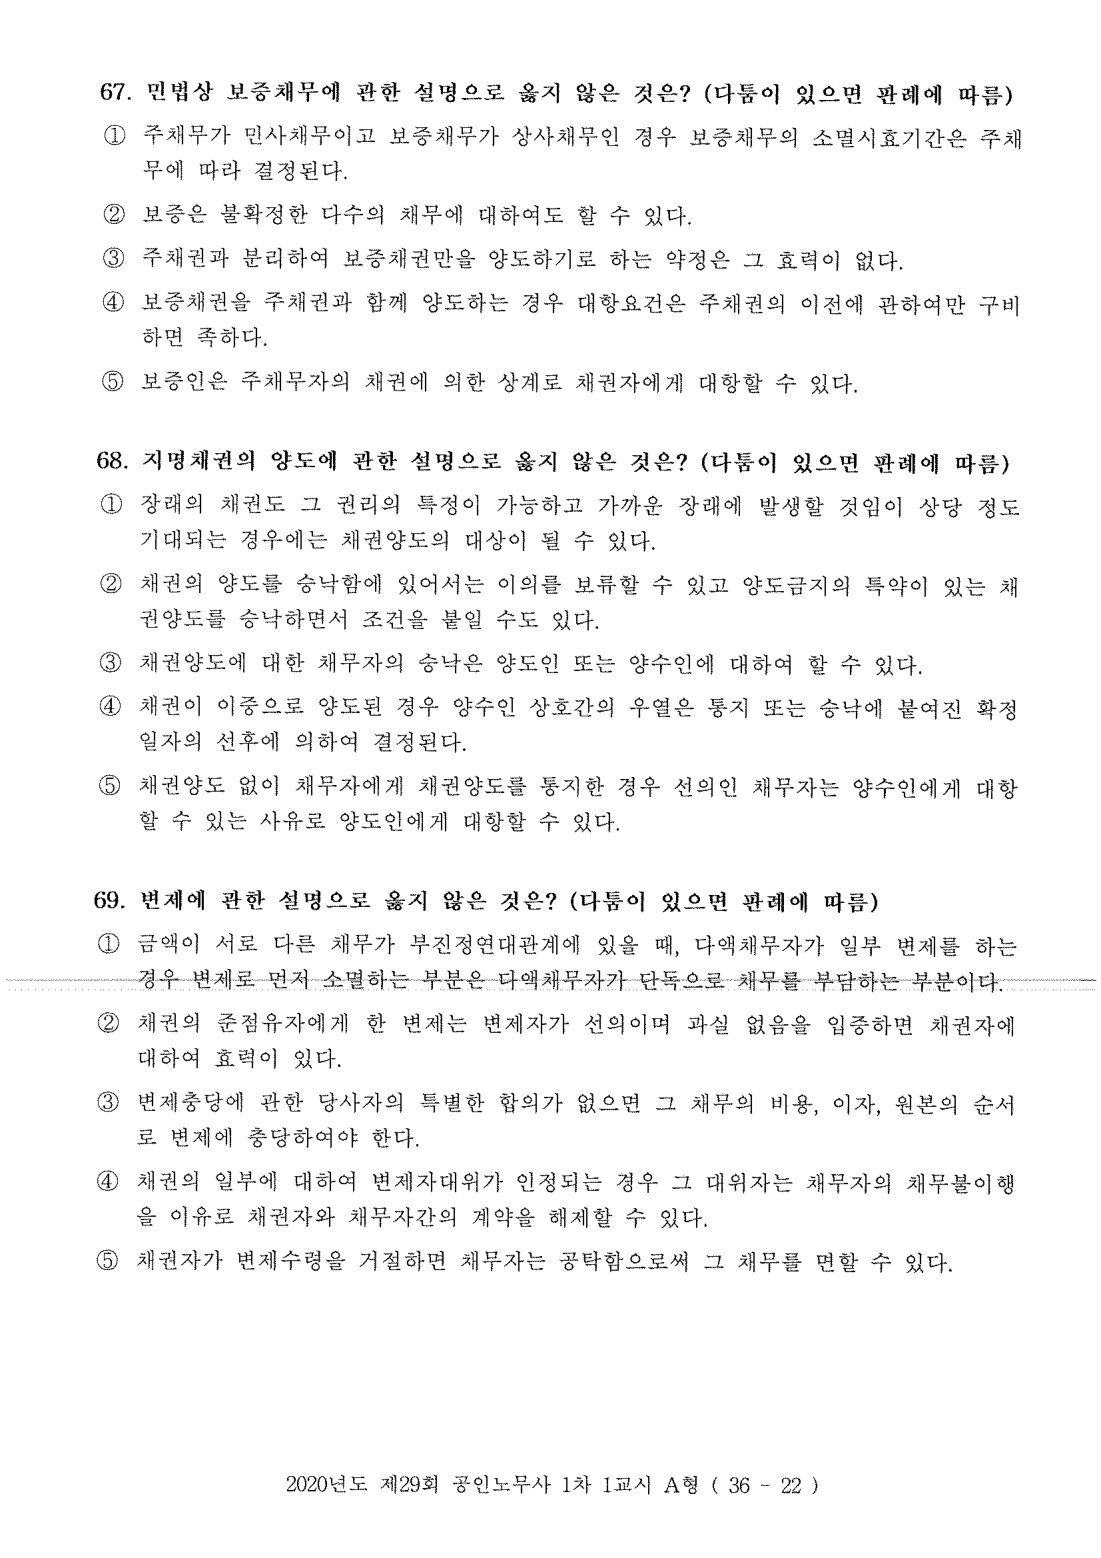 67. 민법상 보증채무에 관한 설명으로 옳지 않은 것은? (다툼이 있으면 판례에 따름)
① 주채무가 민사채무이고 보증채무가 상사채무인 경우 보증채무의 소멸시효기간은 주채
무에 따라 결정된다.
② 보증은 불확정한 다수의 채무에 대하여도 할 수 있다.
③ 주채권과 분리하여 보증채권만을 양도하기로 하는 약정은 그 효력이 없다.
④ 보증채권을 주채권과 함께 양도하는 경우 대항요건은 주채권의 이전에 관하여만 구비
하면 족하다.
⑤ 보증인은 주채무자의 채권에 의한 상계로 채권자에게 대항할 수 있다.
68. 지명채권의 양도에 관한 설명으로 옳지 않은 것은? (다툼이 있으면 판례에 따름)
① 장래의 채권도 그 권리의 특정이 가능하고 가까운 장래에 발생할 것임이 상당 정도
기대되는 경우에는 채권양도의 대상이 될 수 있다.
② 채권의 양도를 승낙함에 있어서는 이의를 보류할 수 있고 양도금지의 특약이 있는 채
권양도를 승낙하면서 조건을 붙일 수도 있다.
③ 채권양도에 대한 채무자의 승낙은 양도인 또는 양수인에 대하여 할 수 있다.
④ 채권이 이중으로 양도된 경우 양수인 상호간의 우열은 통지 또는 승낙에 붙여진 확정
일자의 선후에 의하여 결정된다.
⑤ 채권양도 없이 채무자에게 채권양도를 통지한 경우 선의인 채무자는 양수인에게 대항
할 수 있는 사유로 양도인에게 대항할 수 있다.
69. 변제에 관한 설명으로 옳지 않은 것은? (다툼이 있으면 판례에 따름)
① 금액이 서로 다른 채무가 부진정연대관계에 있을 때, 다액채무자가 일부 변제를 하는
경우 변제로 먼저 소멸하는 부분은 다액채무자가 단독으로 채무를 부담하는 부분이다.
② 채권의 준점유자에게 한 변제는 변제자가 선의이며 과실 없음을 입증하면 채권자에
대하여 효력이 있다.
③ 변제충당에 관한 당사자의 특별한 합의가 없으면 그 채무의 비용, 이자, 원본의 순서
로 변제에 충당하여야 한다.
④ 채권의 일부에 대하여 변제자대위가 인정되는 경우 그 대위자는 채무자의 채무불이행
을 이유로 채권자와 채무자간의 계약을 해제할 수 있다.
⑤ 채권자가 변제수령을 거절하면 채무자는 공탁함으로써 그 채무를 면할 수 있다.
2020년도 제29회 공인노무사 1차 1교시 A형 ( 36 - 22 )